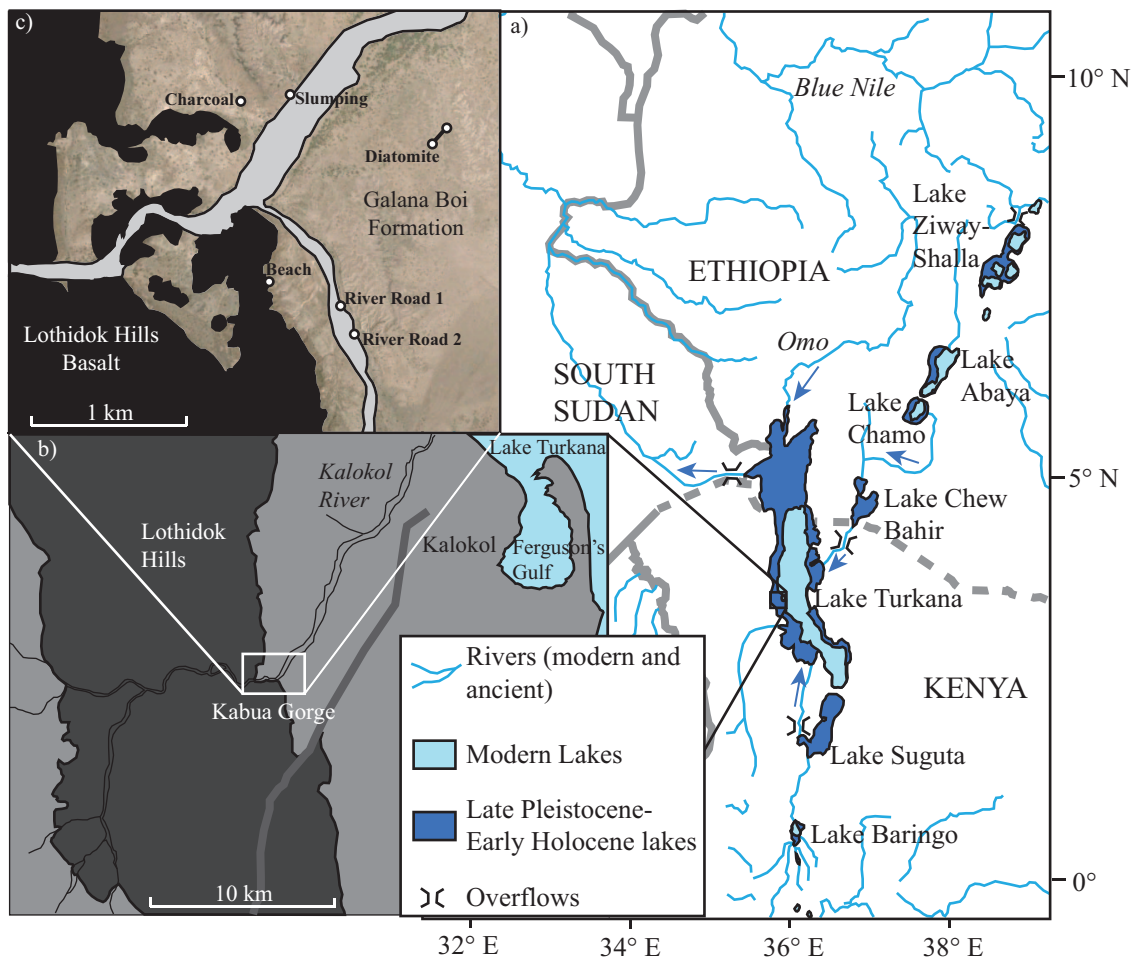 c)
Charcoal
Slumping
Diatomite
Galana Boi
Formation
Beach
River Road 1
River Road 2
Lothidok Hills
Basalt
1 km
a)
Blue Nile
10° N
Lake
Ziway-
Shalla
ETHIOPIA
Omo
SOUTH
SUDAN
Lake
Abaya
Lake
Chamo
5° N
Lake Chew
Bahir
Lake Turkana
KENYA
Lake Suguta
Lake Baringo
0°
32° E
34° E
36° E
38° E
b)
Lake Turkana
Kalokol
River
Lothidok
Hills
Kalokol
Ferguson's
Gulf
Kabua Gorge
10 km
Rivers (modern and
ancient)
Modern Lakes
Late Pleistocene-
Early Holocene lakes
Overflows